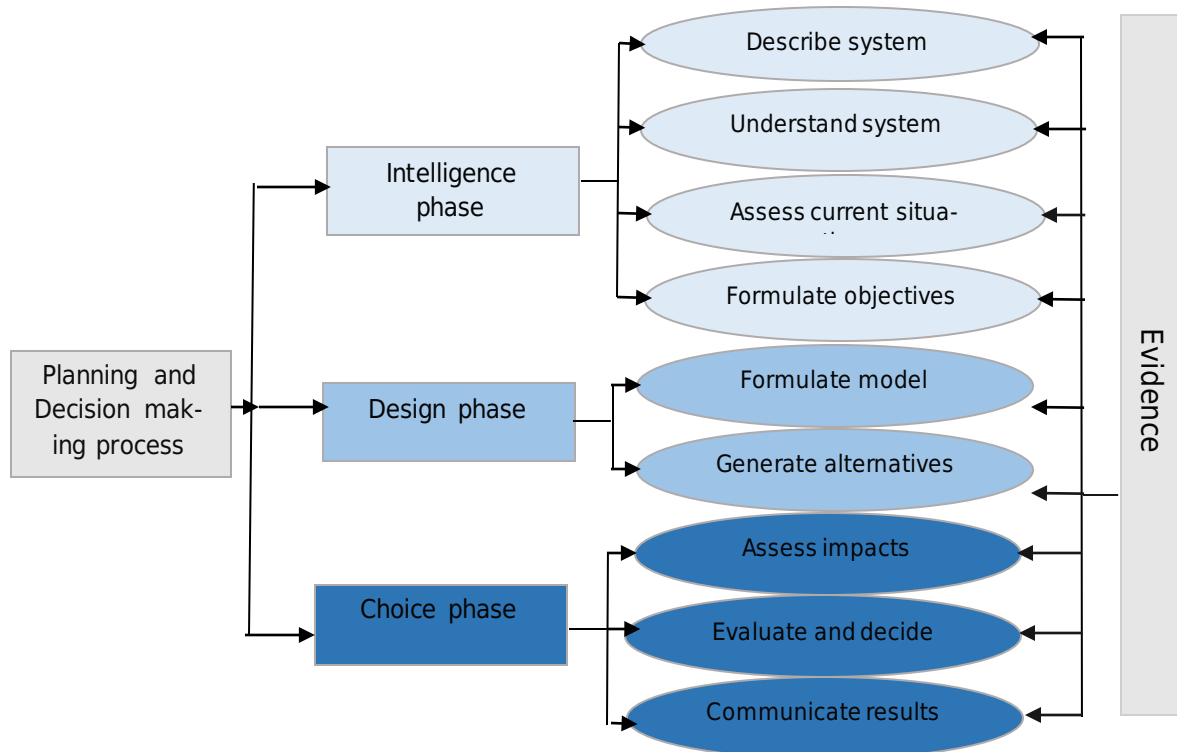 Planning and
Decision mak-
ing process
Intelligence
phase
Design phase
Choice phase
Describe system
Understand system
Assess current situa-
Formulate objectives
Formulate model
Generate alternatives
Assess impacts
Evaluate and decide
Communicate results
Evidence